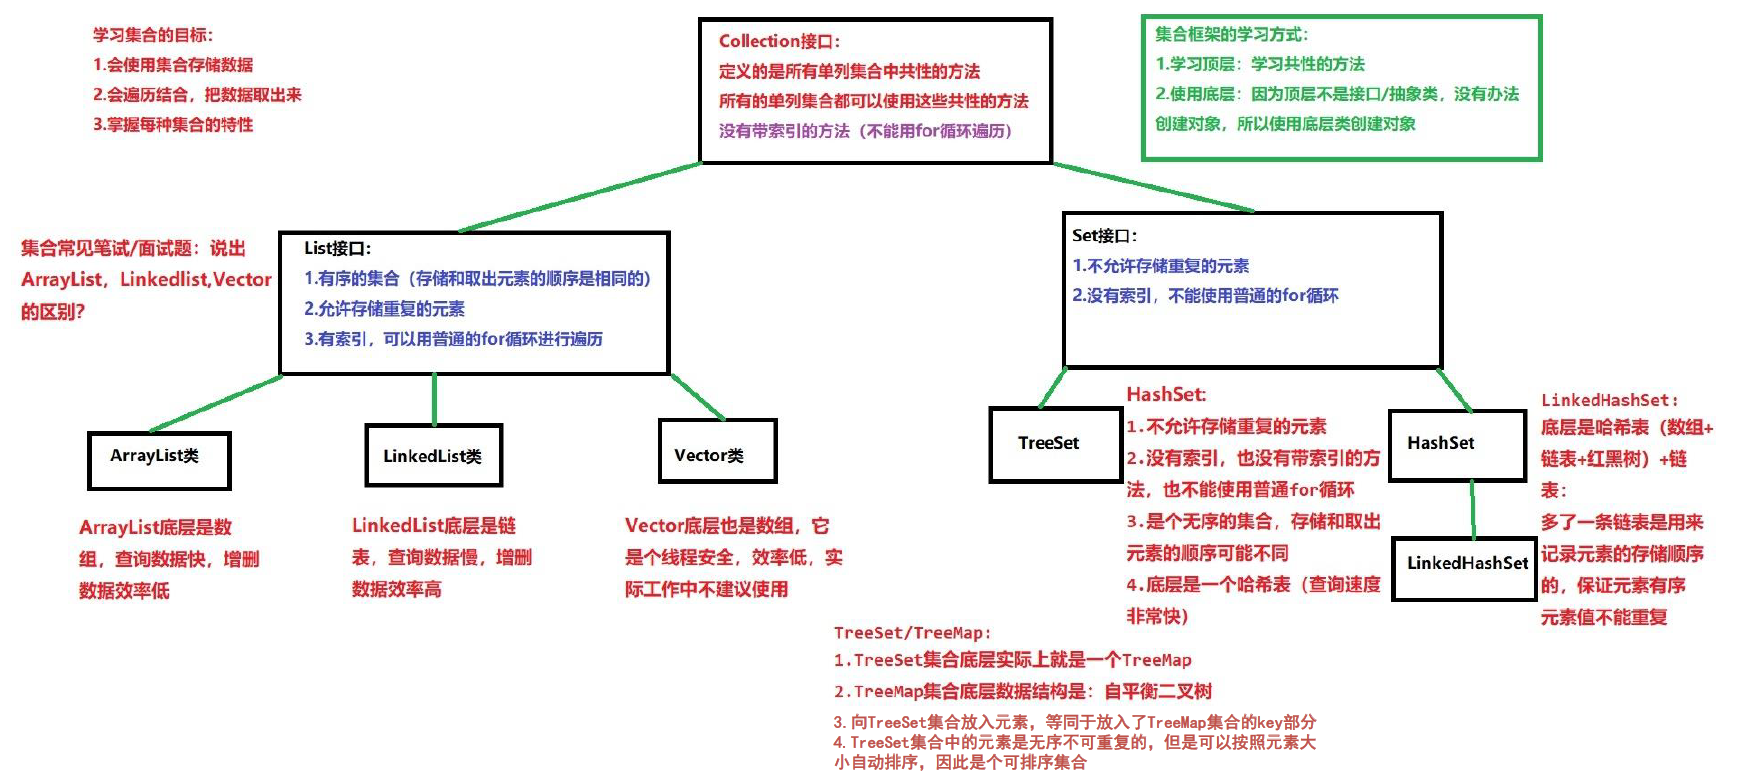 学习集合的目标:
1.会使用集合存储数据
2.会遍历结合，把数据取出来
3.掌握每种集合的特性
Collection接口:
定义的是所有单列集合中共性的方法
所有的单列集合都可以使用这些共性的方法
没有带索引的方法（不能用for循环遍历）
集合框架的学习方式:
1.学习顶层：学习共性的方法
2.使用底层：因为顶层不是接口/抽象类，没有办法
创建对象，所以使用底层类创建对象
集合常见笔试/面试题：说出
ArrayList，Linkedlist,Vector
的区别?
List接口:
1.有序的集合（存储和取出元素的顺序是相同的）
2.允许存储重复的元素
3.有索引，可以用普通的for循环进行遍历
Set接口:
1.不允许存储重复的元素
2.没有索引，不能使用普通的for循环
ArrayList类
LinkedList类
Vector类
ArrayList底层是数
组，查询数据快，增删
数据效率低
LinkedList底层是链
表，查询数据慢，增删
数据效率高
Vector底层也是数组，它
是个线程安全，效率低，实
际工作中不建议使用
TreeSet
HashSet:
1.不允许存储重复的元素
2.没有索引，也没有带索引的方
法，也不能使用普通for循环
3.是个无序的集合，存储和取出
元素的顺序可能不同
4.底层是一个哈希表（查询速度
非常快）
HashSet
LinkedHashSet
LinkedHashSet:
底层是哈希表（数组+
链表+红黑树）+链
表：
多了一条链表是用来
记录元素的存储顺序
的，保证元素有序
元素值不能重复
TreeSet/TreeMap:
1.TreeSet集合底层实际上就是一个TreeMap
2.TreeMap集合底层数据结构是：自平衡二叉树
3.向TreeSet集合放入元素，等同于放入了TreeMap集合的key部分
4.TreeSet集合中的元素是无序不可重复的，但是可以按照元素大
小自动排序，因此是个可排序集合